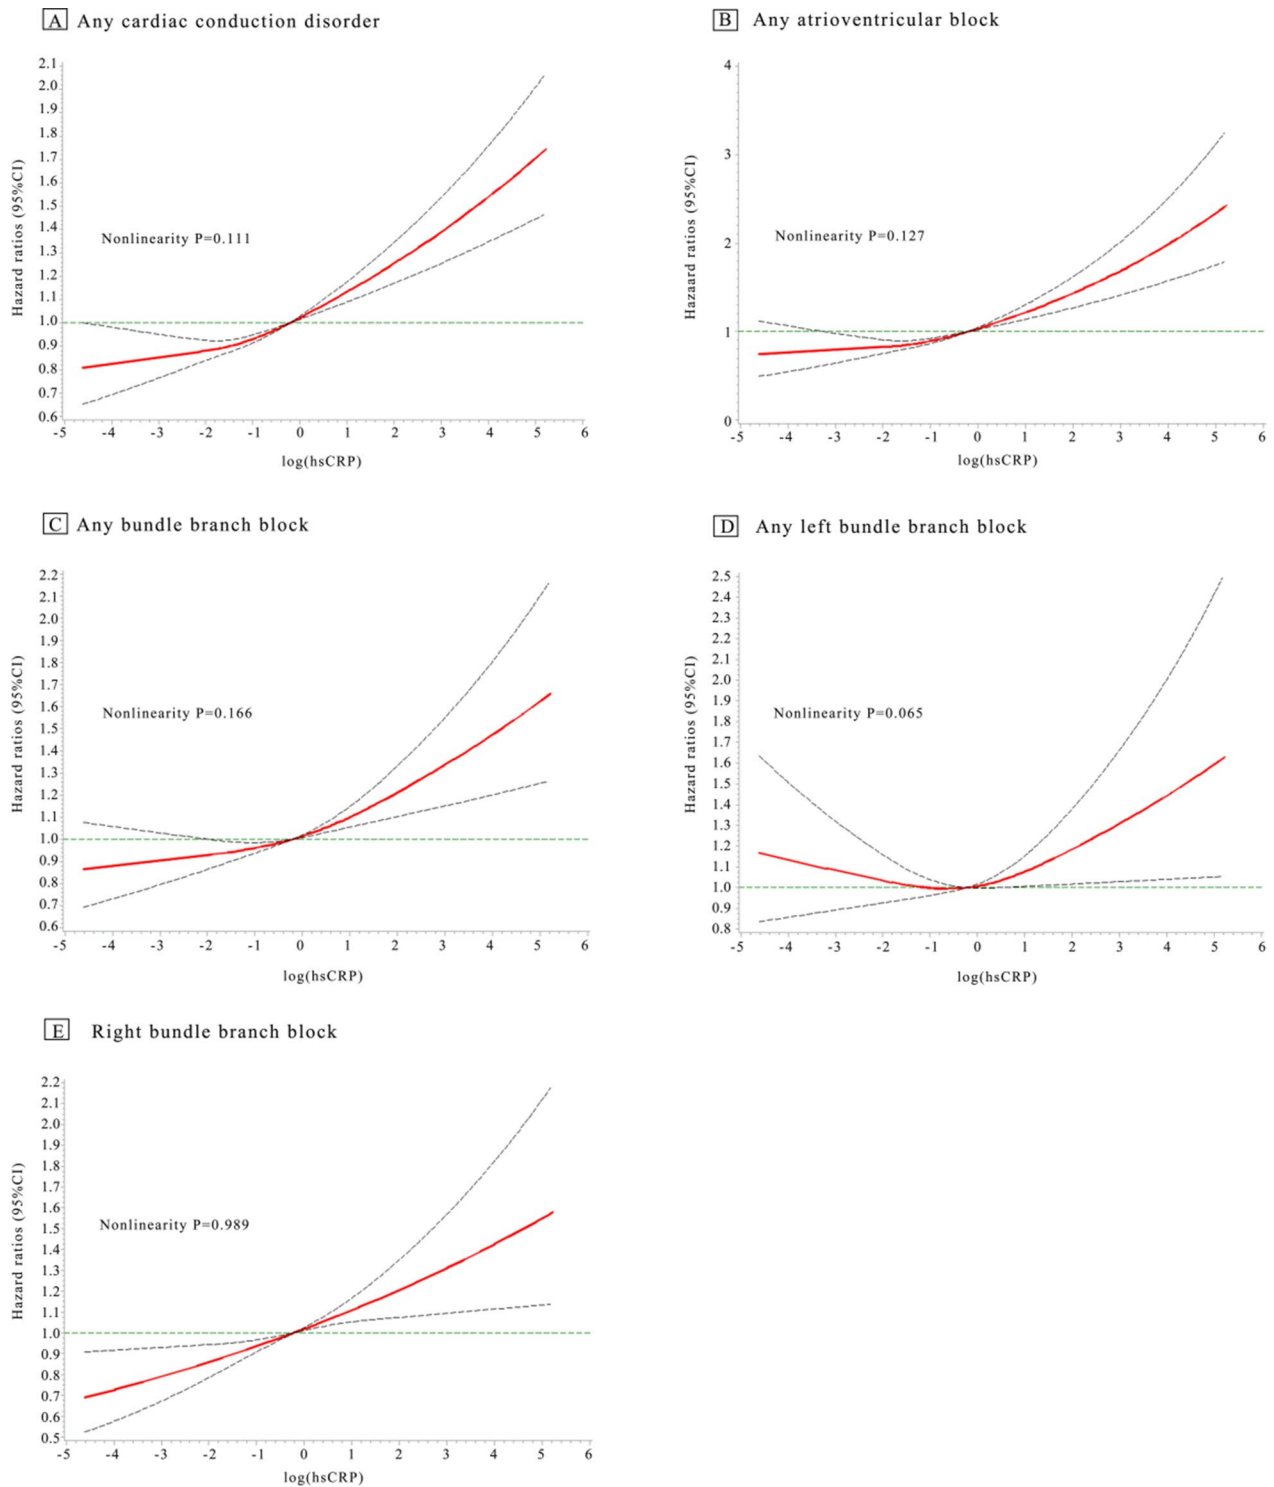 A Any cardiac conduction disorder
2.1
2.0
1.9
1.8
1.7
1.6
1.5
1.4
1.3
1.2
1.1
1.0
0.9
0.8
0.7
0.6
Hazard ratios (95%CI)
Nonlinearity P=0.111
-5 -4 -3 -2 -1 0 1 2 3 4 5 6
log(hsCRP)
B Any atrioventricular block
4
3
2
1
0
Hazaard ratios (95%CI)
Nonlinearity P=0.127
-5 -4 -3 -2 -1 0 1 2 3 4 5 6
log(hsCRP)
C Any bundle branch block
2.2
2.1
2.0
1.9
1.8
1.7
1.6
1.5
1.4
1.3
1.2
1.1
1.0
0.9
0.8
0.7
0.6
Hazard ratios (95%CI)
Nonlinearity P=0.166
-5 -4 -3 -2 -1 0 1 2 3 4 5 6
log(hsCRP)
D Any left bundle branch block
2.5
2.4
2.3
2.2
2.1
2.0
1.9
1.8
1.7
1.6
1.5
1.4
1.3
1.2
1.1
1.0
0.9
0.8
Hazard ratios (95%CI)
Nonlinearity P=0.065
-5 -4 -3 -2 -1 0 1 2 3 4 5 6
log(hsCRP)
E Right bundle branch block
2.2
2.1
2.0
1.9
1.8
1.7
1.6
1.5
1.4
1.3
1.2
1.1
1.0
0.9
0.8
0.7
0.6
0.5
Hazard ratios (95%CI)
Nonlinearity P=0.989
-5 -4 -3 -2 -1 0 1 2 3 4 5 6
log(hsCRP)